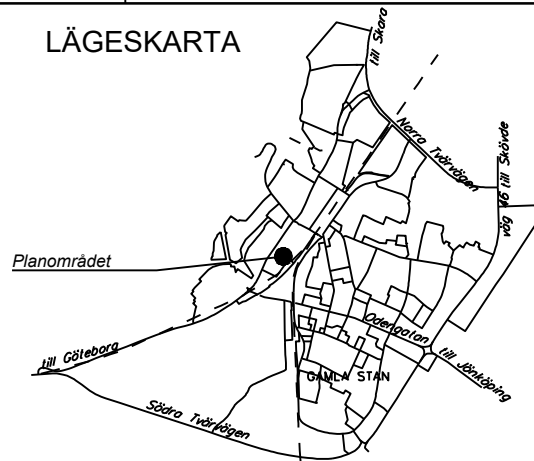 LÄGESKARTA
till Skara
Norra Tvärvägen
väg 46 till Skövde
Planområdet
Odengatan
till Göteborg
till Jönköping
GAMLA STAN
Södra Tvärvägen